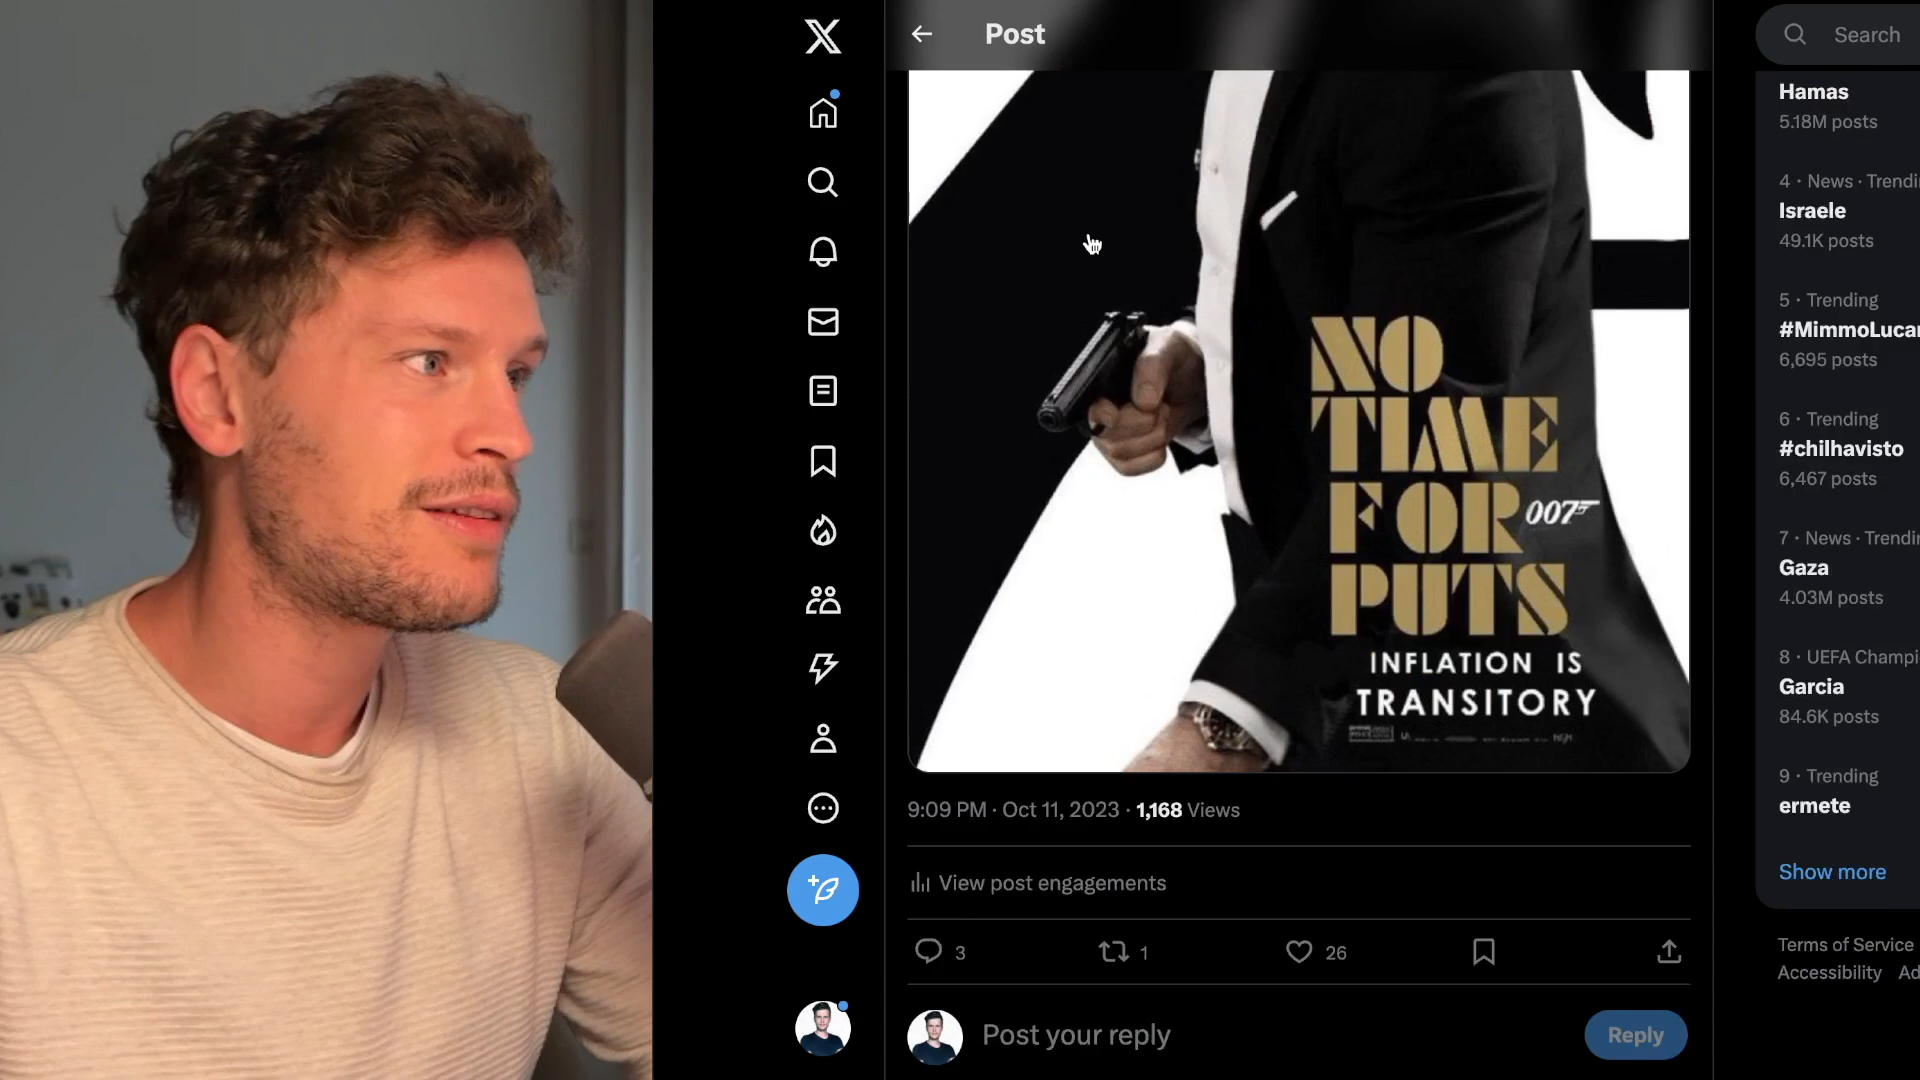 Post
NO
TIME
FOR
007
PUTS
INFLATION IS
TRANSITORY
9:09 PM · Oct 11, 2023 · 1,168 Views
View post engagements
3
1
26
Post your reply
Reply
Search
Hamas
5.18M posts
4 · News · Trendi
Israele
49.1K posts
5 · Trending
#MimmoLuca
6,695 posts
6 · Trending
#chilhavisto
6,467 posts
7 · News · Trendi
Gaza
4.03M posts
8 · UEFA Champi
Garcia
84.6K posts
9 · Trending
ermete
Show more
Terms of Service
Accessibility Ad